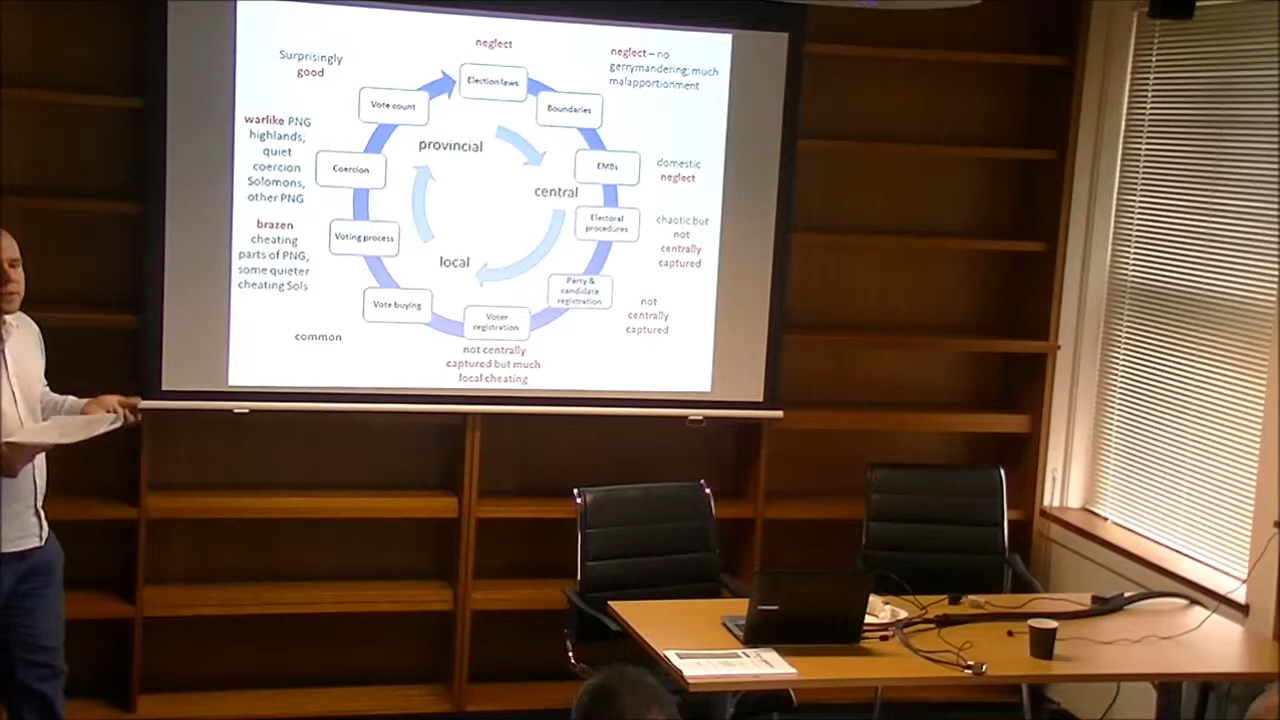 neglect
neglect – no
gerrymandering; much
malapportionment
Surprisingly
good
Election laws
Vote count
Boundaries
warlike PNG
highlands;
quiet
coercion
Solomons,
other PNG
provincial
Coercion
EMBs
domestic
neglect
central
Electoral
procedures
chaotic but
not
centrally
captured
brazen
cheating
parts of PNG,
some quieter
cheating Sols
Voting process
local
Party &
candidate
registration
not
centrally
captured
Vote buying
Voter
registration
common
not centrally
captured but much
local cheating